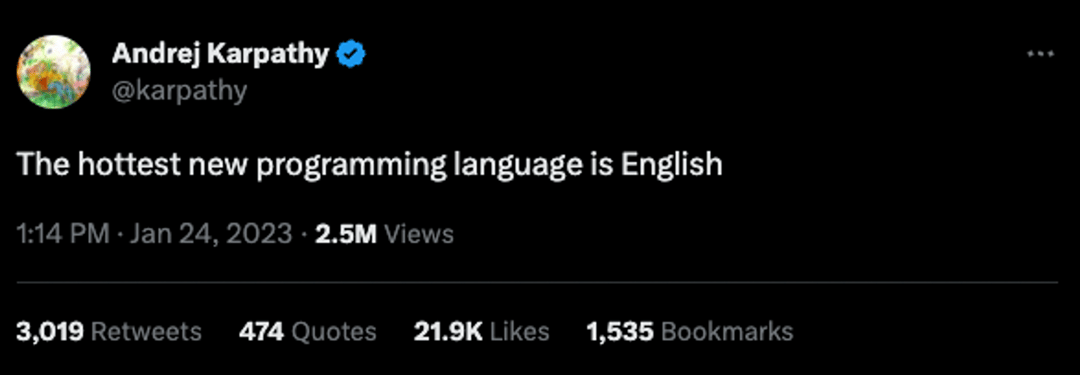 Andrej Karpathy
@karpathy
The hottest new programming language is English
1:14 PM · Jan 24, 2023 · 2.5M Views
3,019 Retweets 474 Quotes 21.9K Likes 1,535 Bookmarks